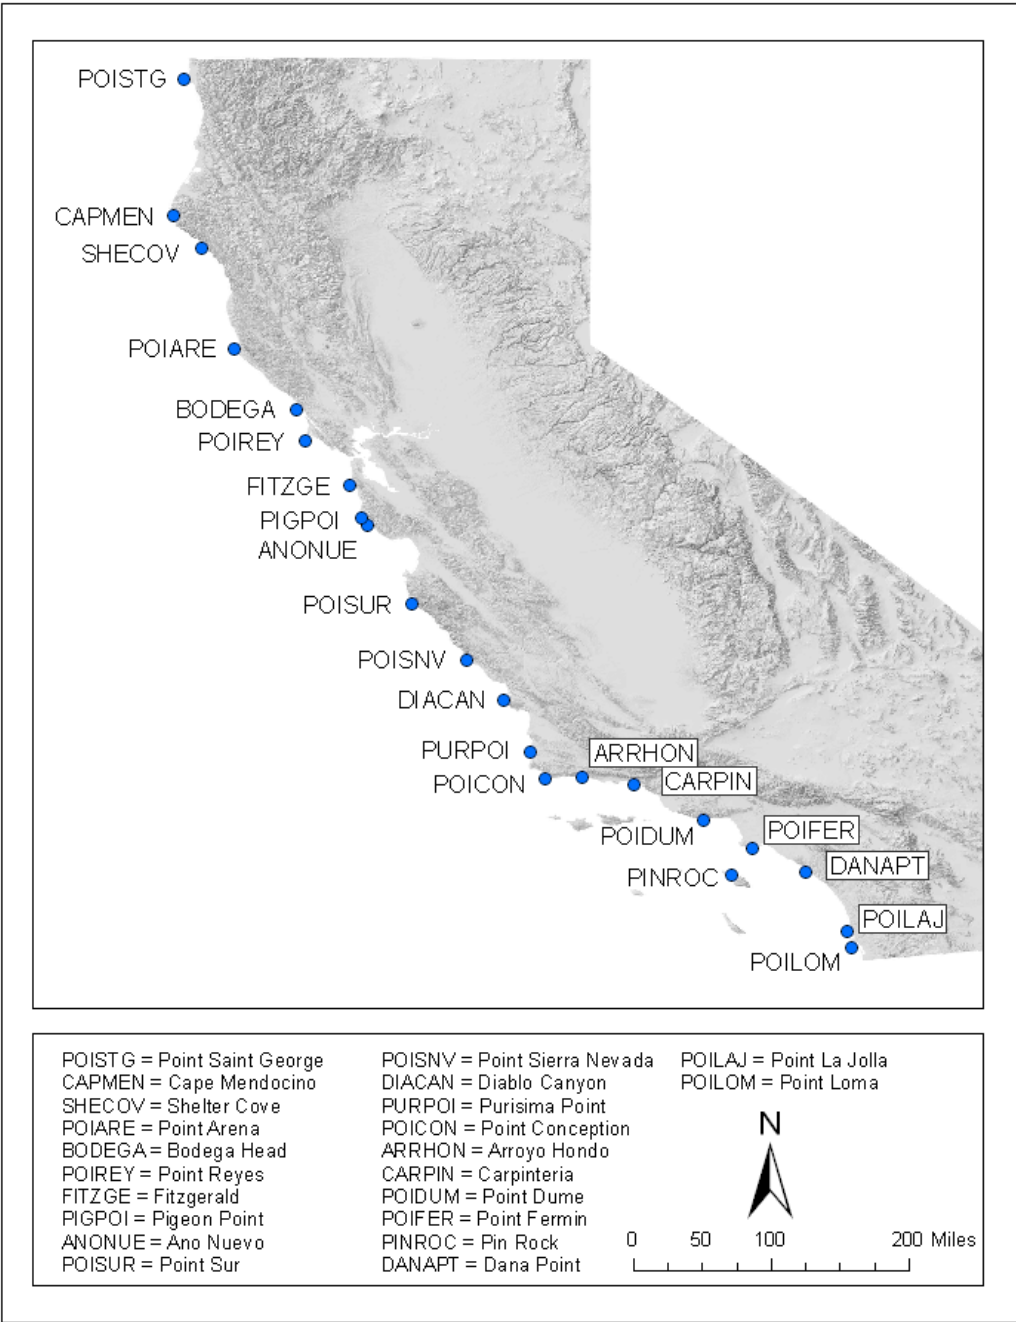 POISTG
CAPMEN
SHECOV
POIARE
BODEGA
POIREY
FITZGE
PIGPOI
ANONUE
POISUR
POISNV
DIACAN
PURPOI
ARRHON
POICON
CARPIN
POIDUM
POIFER
PINROC
DANAPT
POILAJ
POILOM
POISTG = Point Saint George
CAPMEN = Cape Mendocino
SHECOV = Shelter Cove
POIARE = Point Arena
BODEGA = Bodega Head
POIREY = Point Reyes
FITZGE = Fitzgerald
PIGPOI = Pigeon Point
ANONUE = Ano Nuevo
POISUR = Point Sur
POISNV = Point Sierra Nevada
DIACAN = Diablo Canyon
PURPOI = Purisima Point
POICON = Point Conception
ARRHON = Arroyo Hondo
CARPIN = Carpinteria
POIDUM = Point Dume
POIFER = Point Fermin
PINROC = Pin Rock
DANAPT = Dana Point
POILAJ = Point La Jolla
POILOM = Point Loma
N
0 50 100 200 Miles